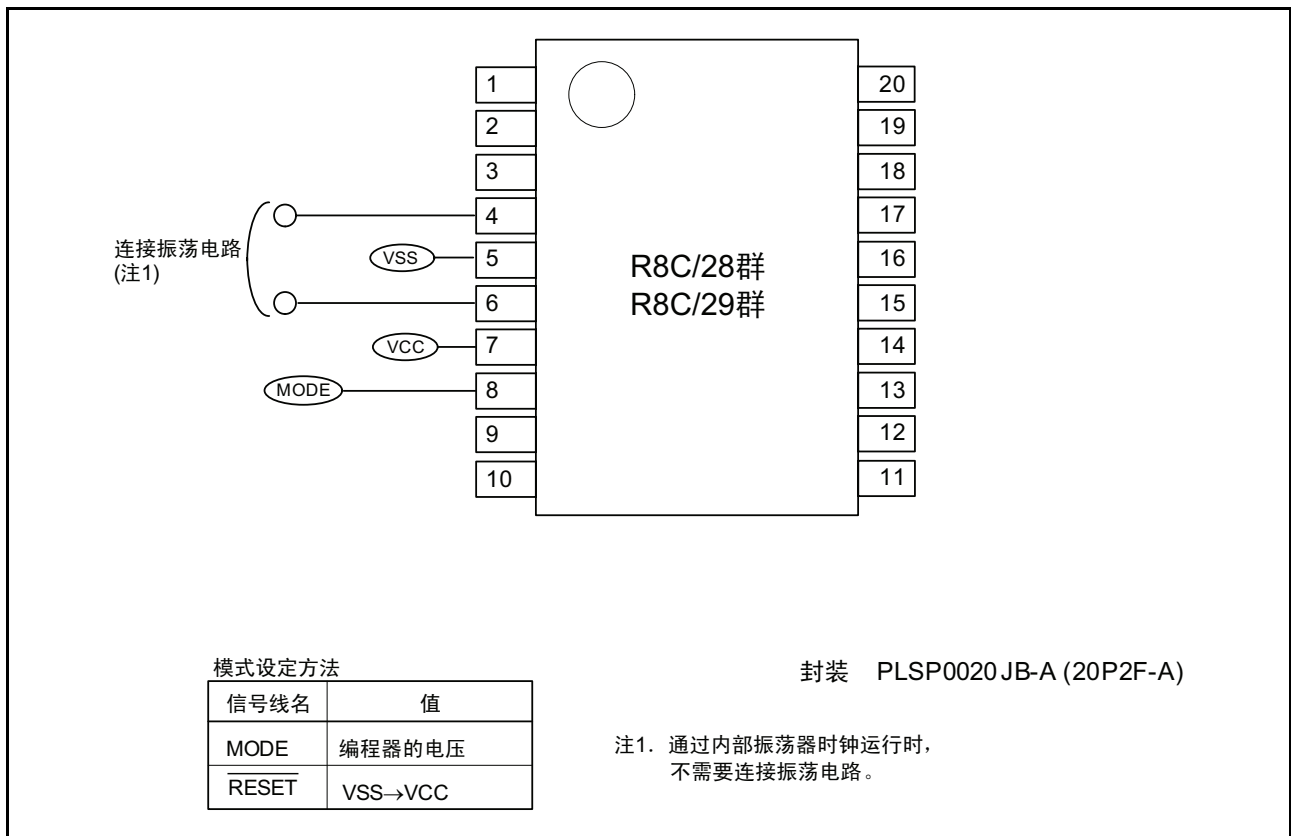 1
20
2
19
3
18
4
17
连接振荡电路
(注1)
VSS
5
16
R8C/28群
R8C/29群
6
15
VCC
7
14
MODE
8
13
9
12
10
11
模式设定方法
信号线名 值
MODE 编程器的电压
RESET VSS→VCC
封装 PLSP0020JB-A (20P2F-A)
注1. 通过内部振荡器时钟运行时，
不需要连接振荡电路。